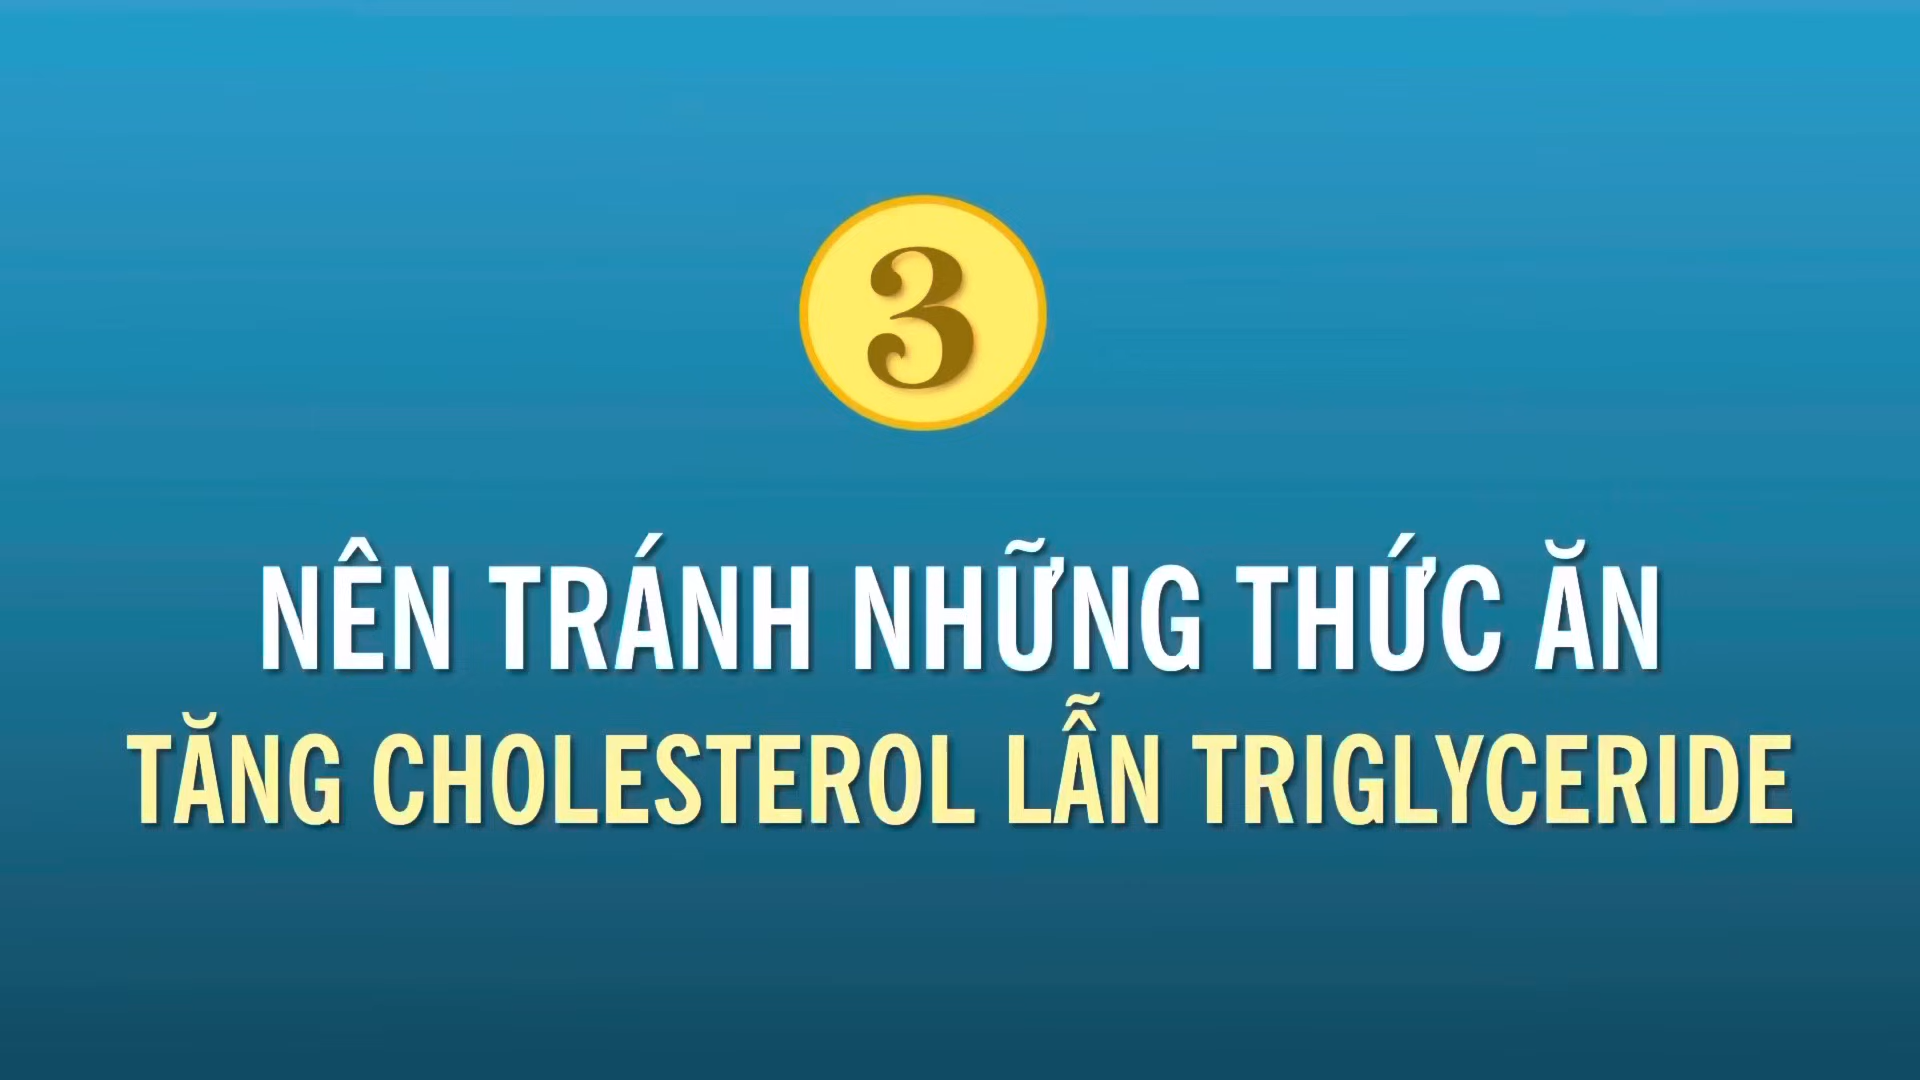 3
NÊN TRÁNH NHỮNG THỨC ĂN
TĂNG CHOLESTEROL LẪN TRIGLYCERIDE